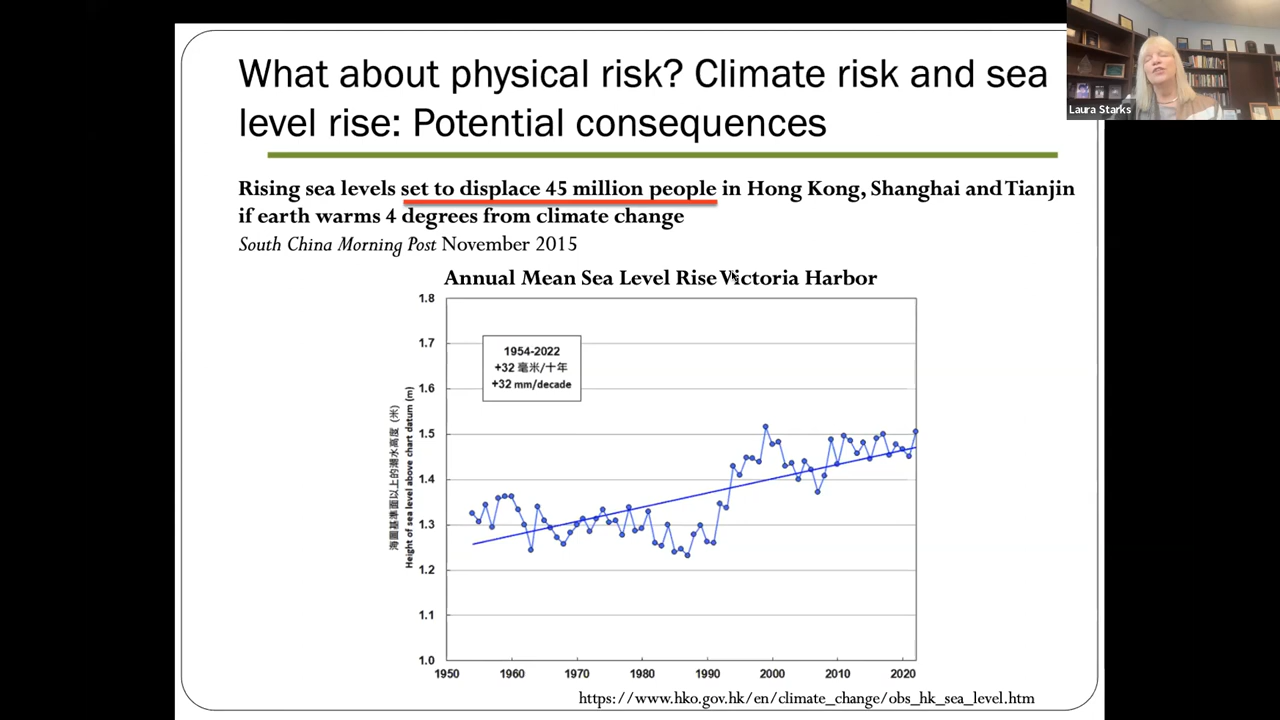 What about physical risk? Climate risk and sea
level rise: Potential consequences
Laura Starks
Rising sea levels set to displace 45 million people in Hong Kong, Shanghai and Tianjin
if earth warms 4 degrees from climate change
South China Morning Post November 2015
Annual Mean Sea Level Rise Victoria Harbor
1.8
1.7
1.6
1.5
1.4
1.3
1.2
1.1
1.0
1954-2022
+32 毫米/十年
+32 mm/decade
海圖基準面以上的潮水高度 (米)
Height of sea level above chart datum (m)
1950 1960 1970 1980 1990 2000 2010 2020
https://www.hko.gov.hk/en/climate_change/obs_hk_sea_level.htm